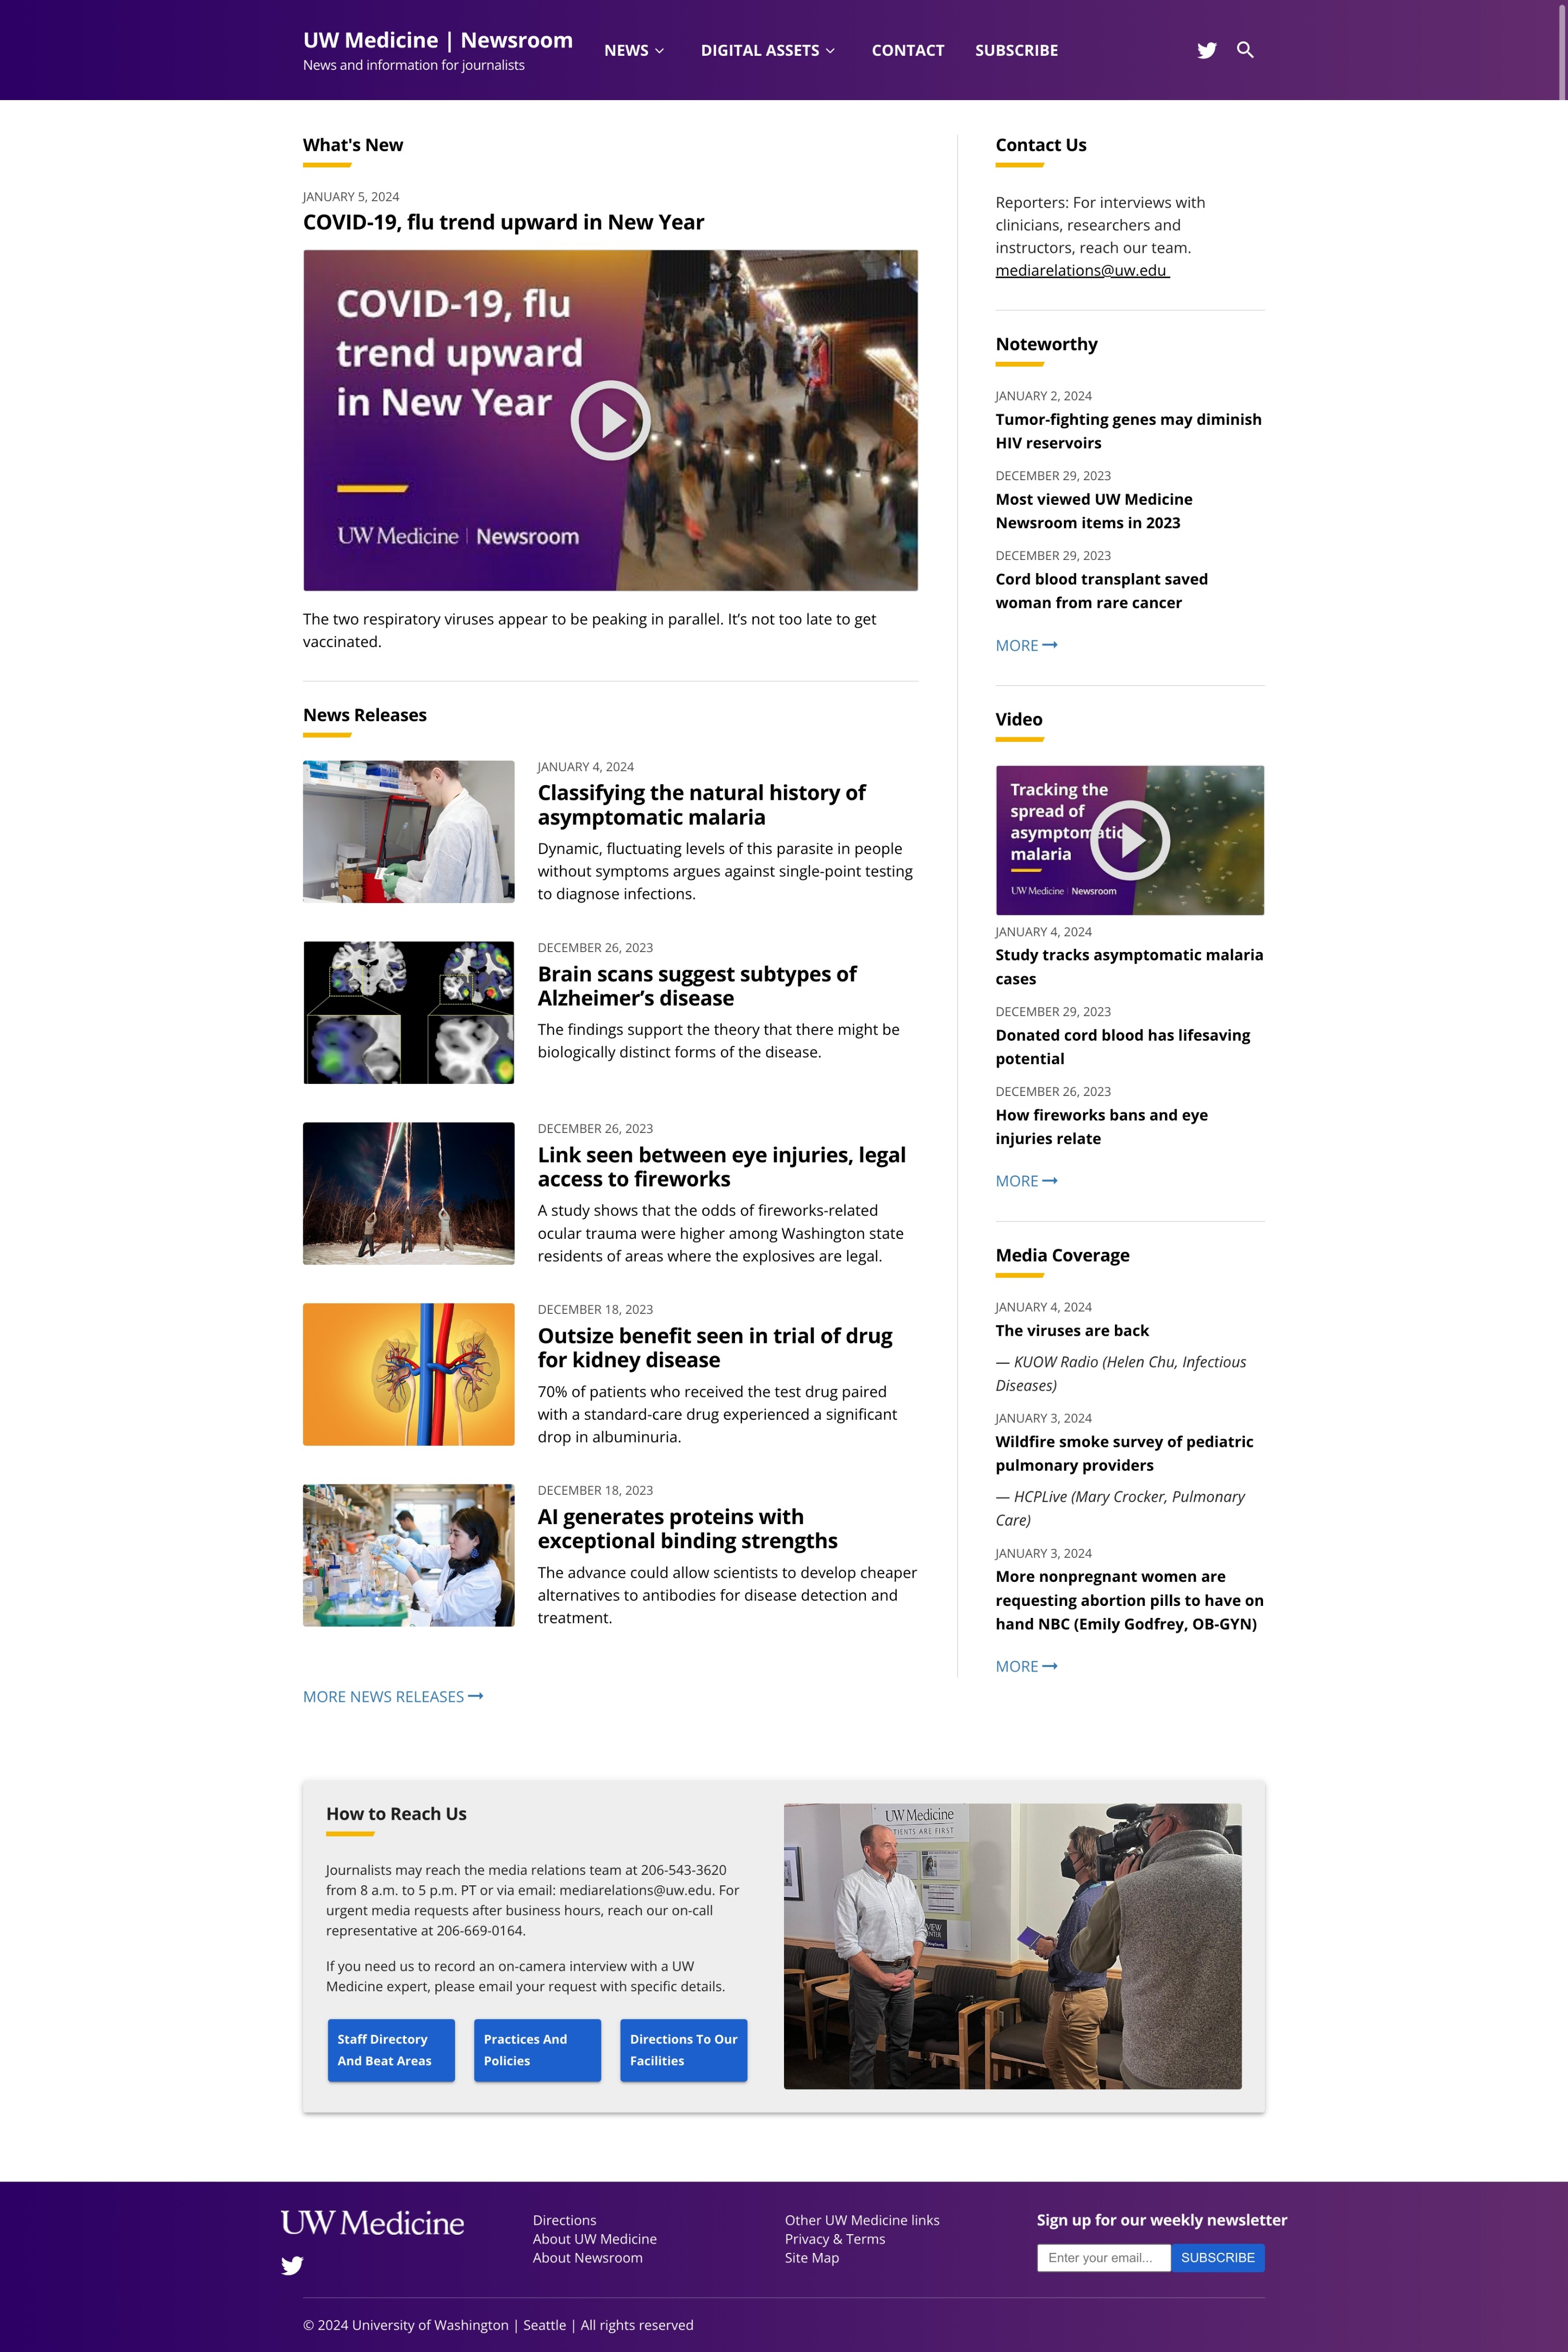 UW Medicine | Newsroom
News and information for journalists
NEWS
DIGITAL ASSETS
CONTACT
SUBSCRIBE
What's New
JANUARY 5, 2024
COVID-19, flu trend upward in New Year
COVID-19, flu
trend upward
in New Year
UW Medicine | Newsroom
The two respiratory viruses appear to be peaking in parallel. It’s not too late to get
vaccinated.
News Releases
JANUARY 4, 2024
Classifying the natural history of
asymptomatic malaria
Dynamic, fluctuating levels of this parasite in people
without symptoms argues against single-point testing
to diagnose infections.
DECEMBER 26, 2023
Brain scans suggest subtypes of
Alzheimer’s disease
The findings support the theory that there might be
biologically distinct forms of the disease.
DECEMBER 26, 2023
Link seen between eye injuries, legal
access to fireworks
A study shows that the odds of fireworks-related
ocular trauma were higher among Washington state
residents of areas where the explosives are legal.
DECEMBER 18, 2023
Outsize benefit seen in trial of drug
for kidney disease
70% of patients who received the test drug paired
with a standard-care drug experienced a significant
drop in albuminuria.
DECEMBER 18, 2023
AI generates proteins with
exceptional binding strengths
The advance could allow scientists to develop cheaper
alternatives to antibodies for disease detection and
treatment.
MORE NEWS RELEASES
Contact Us
Reporters: For interviews with
clinicians, researchers and
instructors, reach our team.
mediarelations@uw.edu
Noteworthy
JANUARY 2, 2024
Tumor-fighting genes may diminish
HIV reservoirs
DECEMBER 29, 2023
Most viewed UW Medicine
Newsroom items in 2023
DECEMBER 29, 2023
Cord blood transplant saved
woman from rare cancer
MORE
Video
Tracking the
spread of
asymptomatic
malaria
UW Medicine | Newsroom
JANUARY 4, 2024
Study tracks asymptomatic malaria
cases
DECEMBER 29, 2023
Donated cord blood has lifesaving
potential
DECEMBER 26, 2023
How fireworks bans and eye
injuries relate
MORE
Media Coverage
JANUARY 4, 2024
The viruses are back
— KUOW Radio (Helen Chu, Infectious
Diseases)
JANUARY 3, 2024
Wildfire smoke survey of pediatric
pulmonary providers
— HCPLive (Mary Crocker, Pulmonary
Care)
JANUARY 3, 2024
More nonpregnant women are
requesting abortion pills to have on
hand NBC (Emily Godfrey, OB-GYN)
MORE
How to Reach Us
Journalists may reach the media relations team at 206-543-3620
from 8 a.m. to 5 p.m. PT or via email: mediarelations@uw.edu. For
urgent media requests after business hours, reach our on-call
representative at 206-669-0164.
If you need us to record an on-camera interview with a UW
Medicine expert, please email your request with specific details.
Staff Directory
And Beat Areas
Practices And
Policies
Directions To Our
Facilities
UW Medicine
ARE FIRST
UW Medicine
Directions
About UW Medicine
About Newsroom
Other UW Medicine links
Privacy & Terms
Site Map
Sign up for our weekly newsletter
Enter your email...
SUBSCRIBE
© 2024 University of Washington | Seattle | All rights reserved